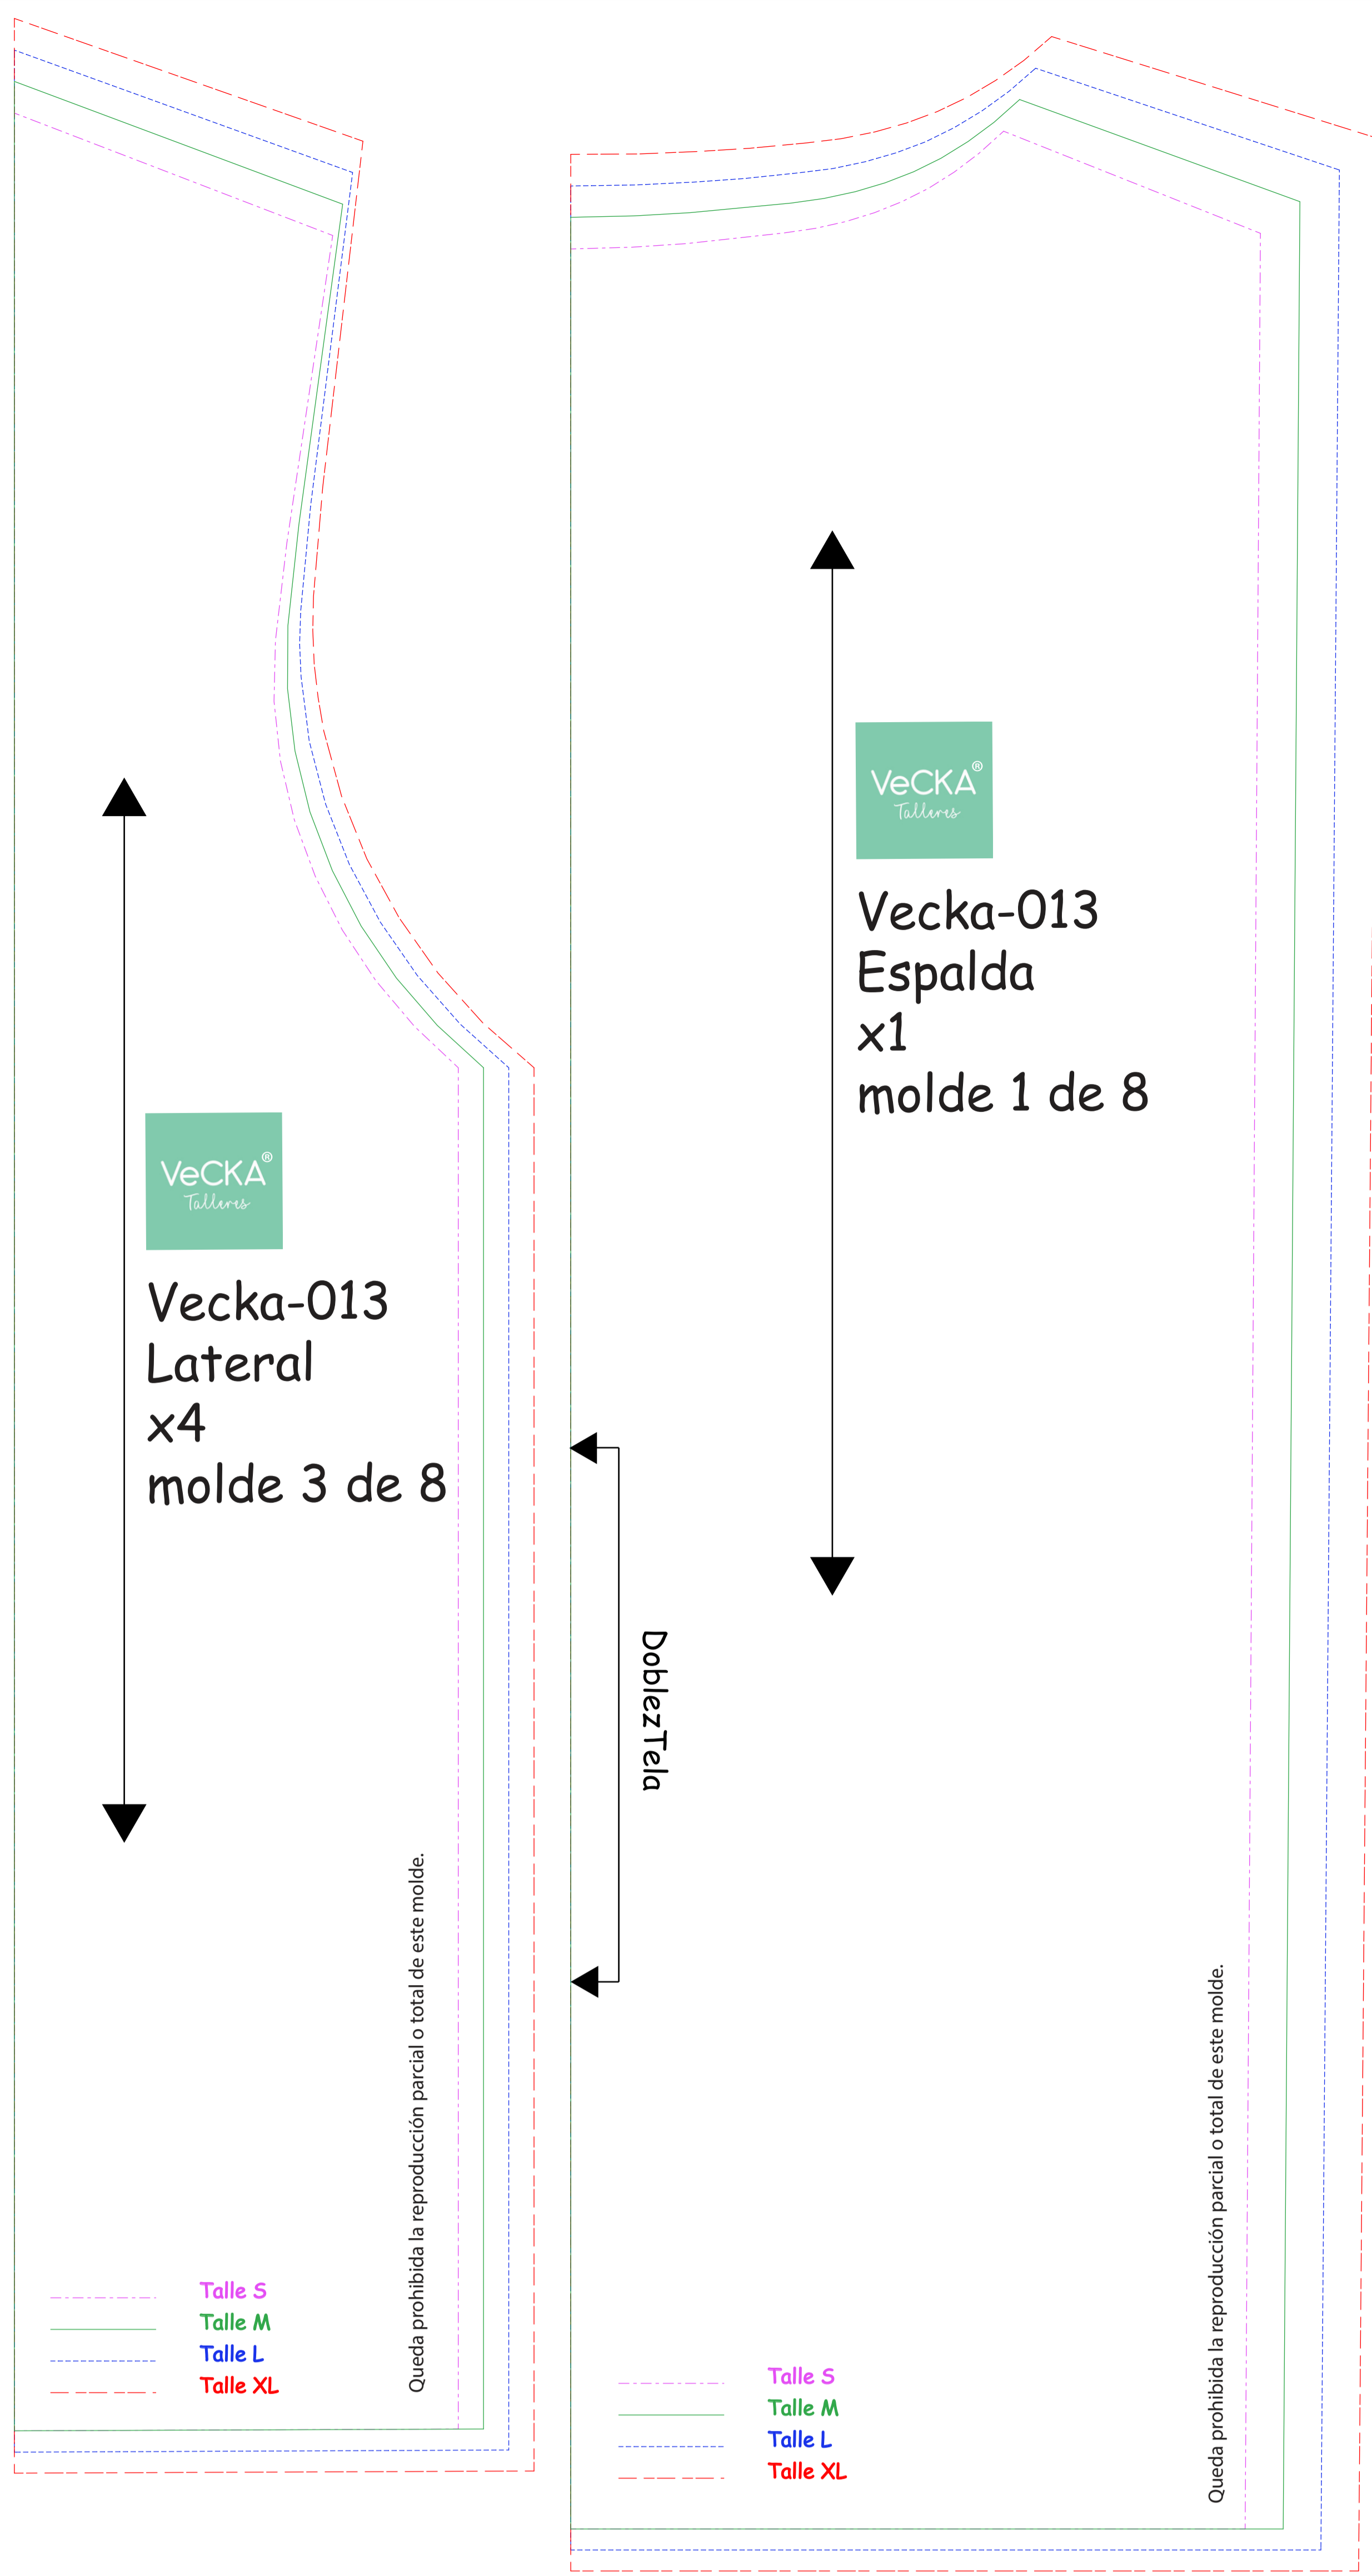 VeCKA®
Talleres
Vecka-013
Lateral
x4
molde 3 de 8
Queda prohibida la reproducción parcial o total de este molde.
Talle S
Talle M
Talle L
Talle XL
VeCKA®
Talleres
Vecka-013
Espalda
x1
molde 1 de 8
DoblezTela
Queda prohibida la reproducción parcial o total de este molde.
Talle S
Talle M
Talle L
Talle XL